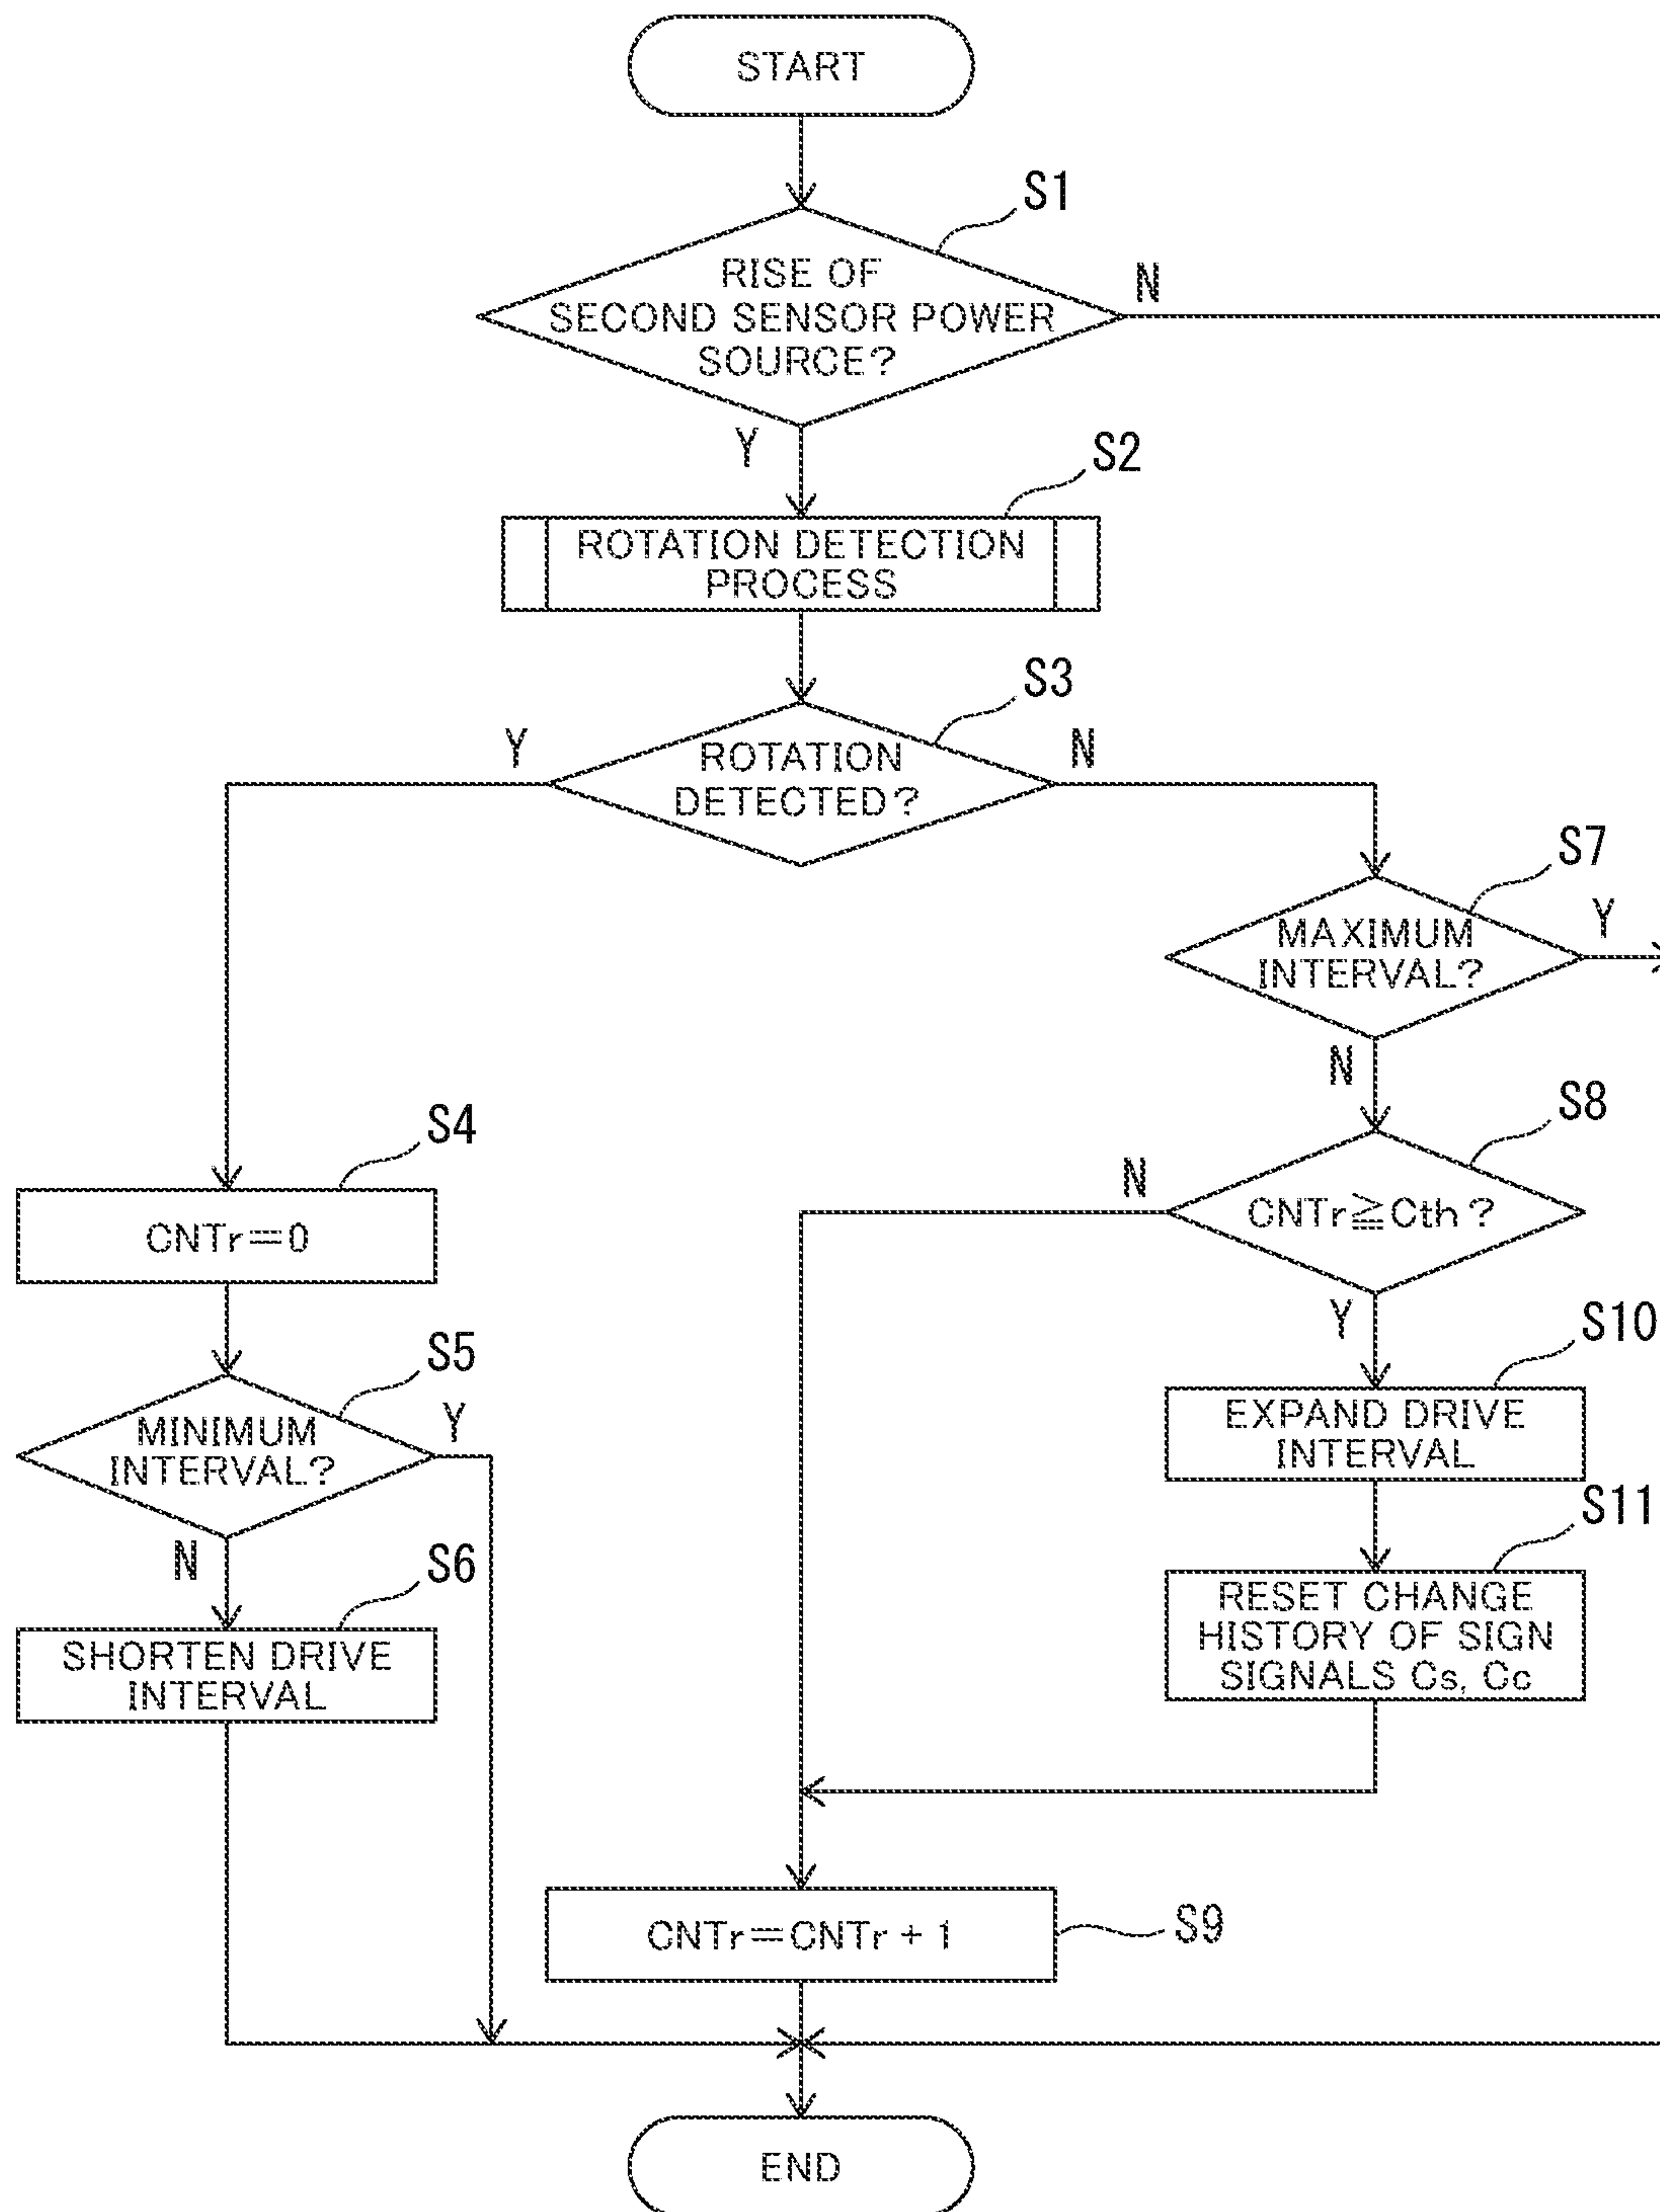 START
S1
RISE OF
SECOND SENSOR POWER
SOURCE?
N
Y
S2
ROTATION DETECTION
PROCESS
S3
Y
ROTATION
DETECTED?
N
S7
MAXIMUM
INTERVAL?
Y
N
S8
N
CNTr≧Cth?
Y
S4
CNTr=0
S5
MINIMUM
INTERVAL?
Y
N
S6
SHORTEN DRIVE
INTERVAL
S10
EXPAND DRIVE
INTERVAL
S11
RESET CHANGE
HISTORY OF SIGN
SIGNALS Cs, Cc
CNTr=CNTr + 1
S9
END